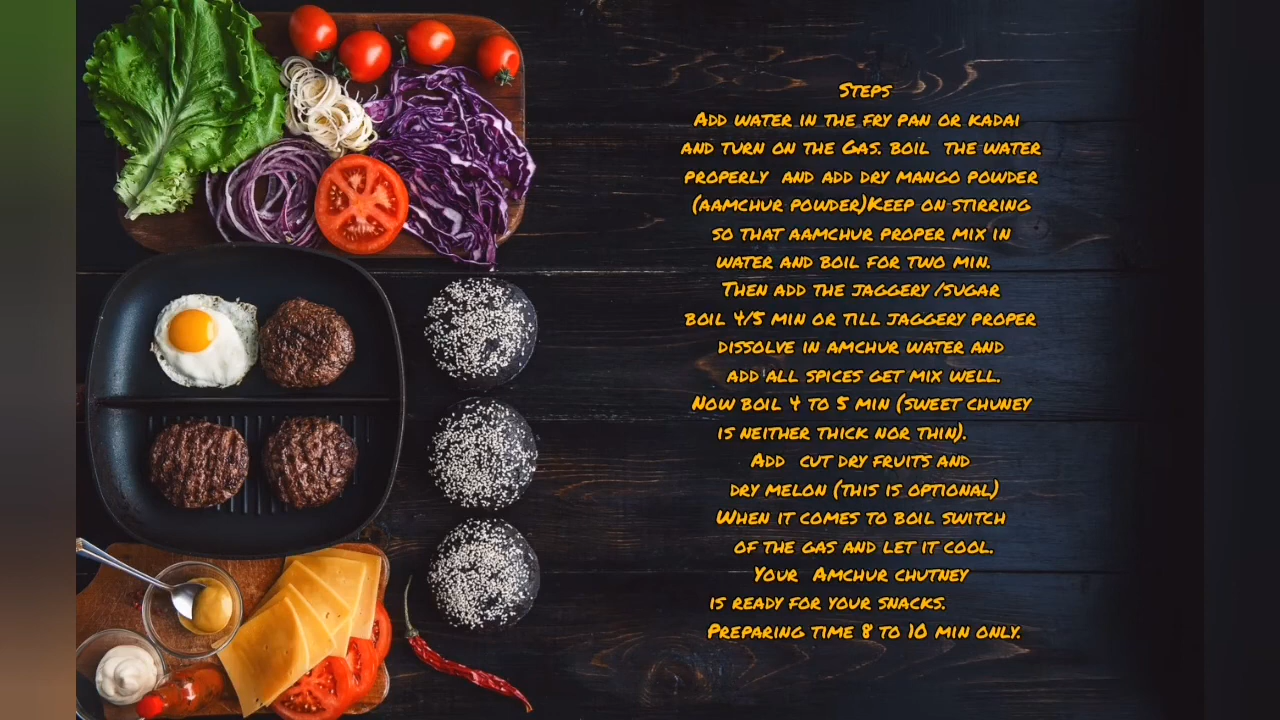 Steps
Add water in the fry pan or kadai
and turn on the Gas. boil the water
properly and add dry mango powder
(aamchur powder)Keep on stirring
so that aamchur proper mix in
water and boil for two min.
Then add the jaggery /sugar
boil 4/5 min or till jaggery proper
dissolve in amchur water and
add all spices get mix well.
Now boil 4 to 5 min (sweet chuney
is neither thick nor thin).
Add cut dry fruits and
dry melon (this is optional)
When it comes to boil switch
of the gas and let it cool.
Your Amchur chutney
is ready for your snacks.
Preparing time 8 to 10 min only.